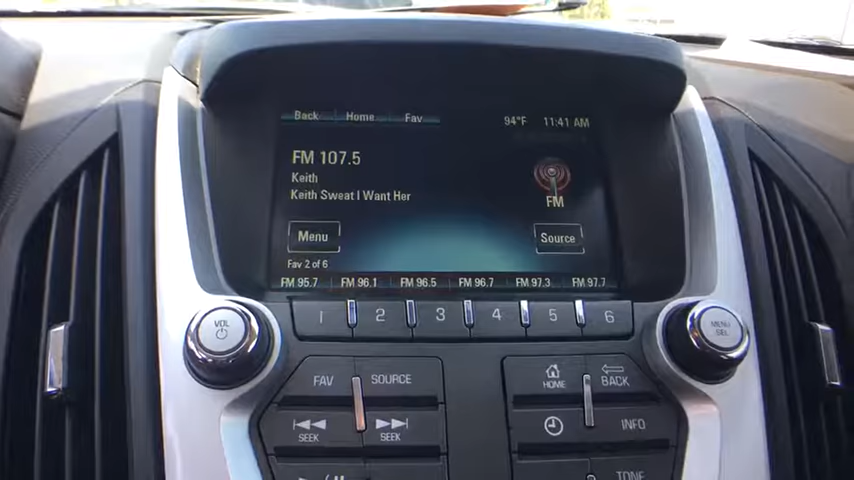 Back Home Fav 94°F 11:41 AM
FM 107.5
Keith
Keith Sweat I Want Her
FM
Menu Source
Fav 2 of 6
FM 95.7 FM 96.1 FM 96.5 FM 96.7 FM 97.3 FM 97.7
1 2 3 4 5 6
VOL
MENU
SEL
FAV SOURCE
HOME BACK
SEEK SEEK
INFO
TONE